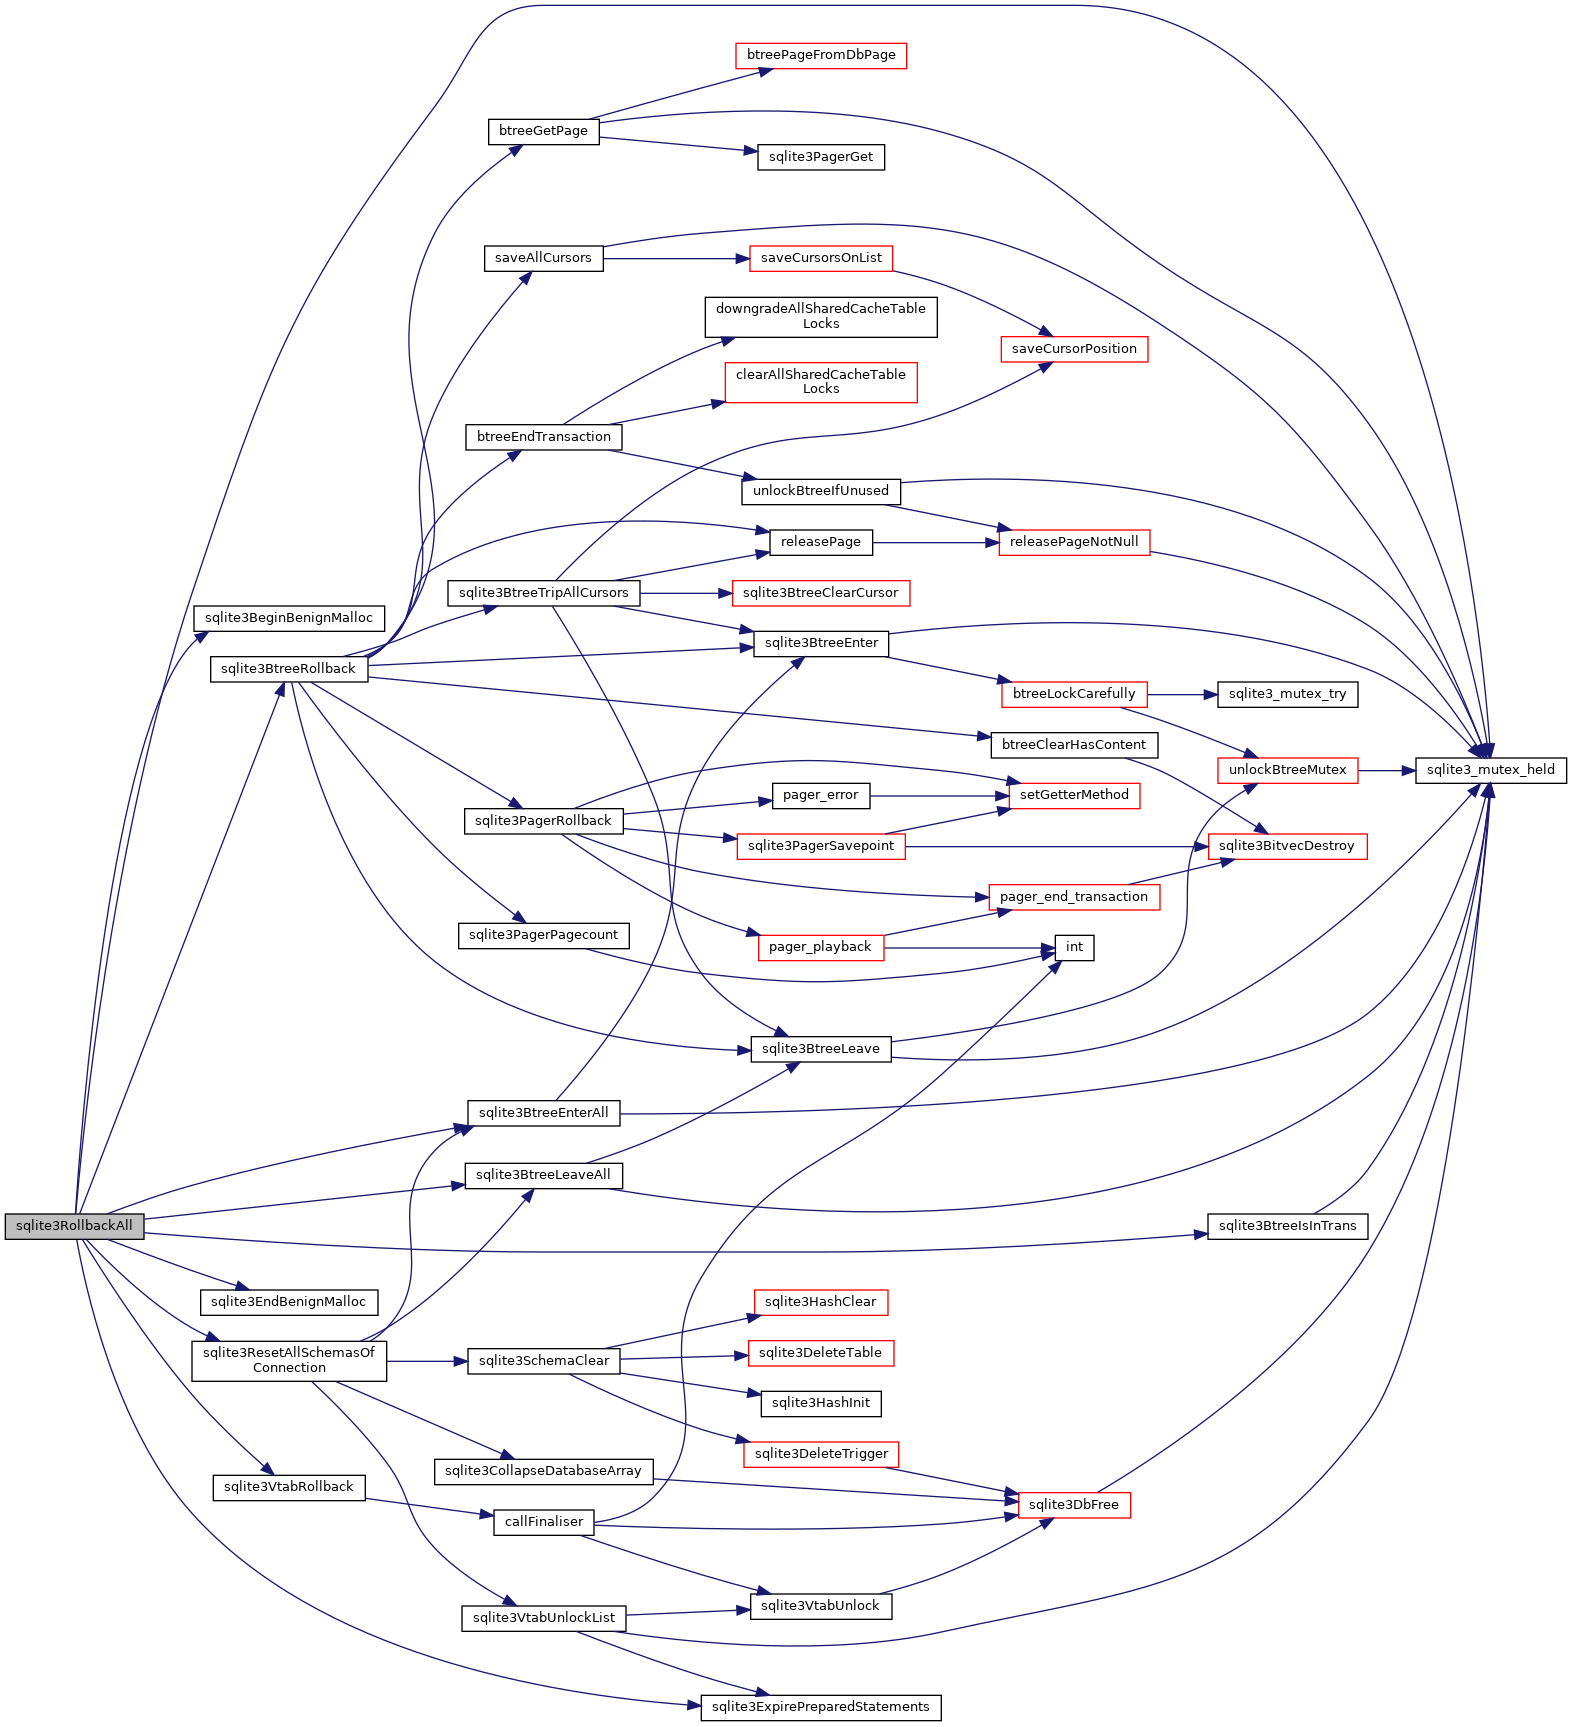 btreePageFromDbPage
btreeGetPage
sqlite3PagerGet
saveAllCursors
saveCursorsOnList
downgradeAllSharedCacheTable
Locks
saveCursorPosition
clearAllSharedCacheTable
Locks
btreeEndTransaction
unlockBtreeIfUnused
releasePage
releasePageNotNull
sqlite3BtreeTripAllCursors
sqlite3BtreeClearCursor
sqlite3BeginBenignMalloc
sqlite3BtreeEnter
sqlite3BtreeRollback
btreeLockCarefully
sqlite3_mutex_try
btreeClearHasContent
unlockBtreeMutex
sqlite3_mutex_held
pager_error
setGetterMethod
sqlite3PagerRollback
sqlite3PagerSavepoint
sqlite3BitvecDestroy
pager_end_transaction
sqlite3PagerPagecount
pager_playback
int
sqlite3BtreeLeave
sqlite3BtreeEnterAll
sqlite3BtreeLeaveAll
sqlite3RollbackAll
sqlite3BtreeIsInTrans
sqlite3EndBenignMalloc
sqlite3HashClear
sqlite3ResetAllSchemasOf
Connection
sqlite3SchemaClear
sqlite3DeleteTable
sqlite3HashInit
sqlite3DeleteTrigger
sqlite3CollapseDatabaseArray
sqlite3VtabRollback
sqlite3DbFree
callFinaliser
sqlite3VtabUnlock
sqlite3VtabUnlockList
sqlite3ExpirePreparedStatements